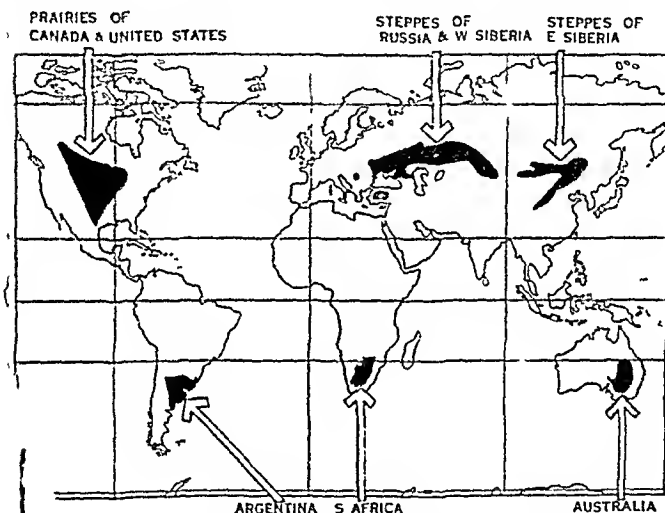 PRAIRIES OF
CANADA & UNITED STATES
STEPPES OF
RUSSIA & W SIBERIA
STEPPES OF
E SIBERIA
ARGENTINA
S AFRICA
AUSTRALIA